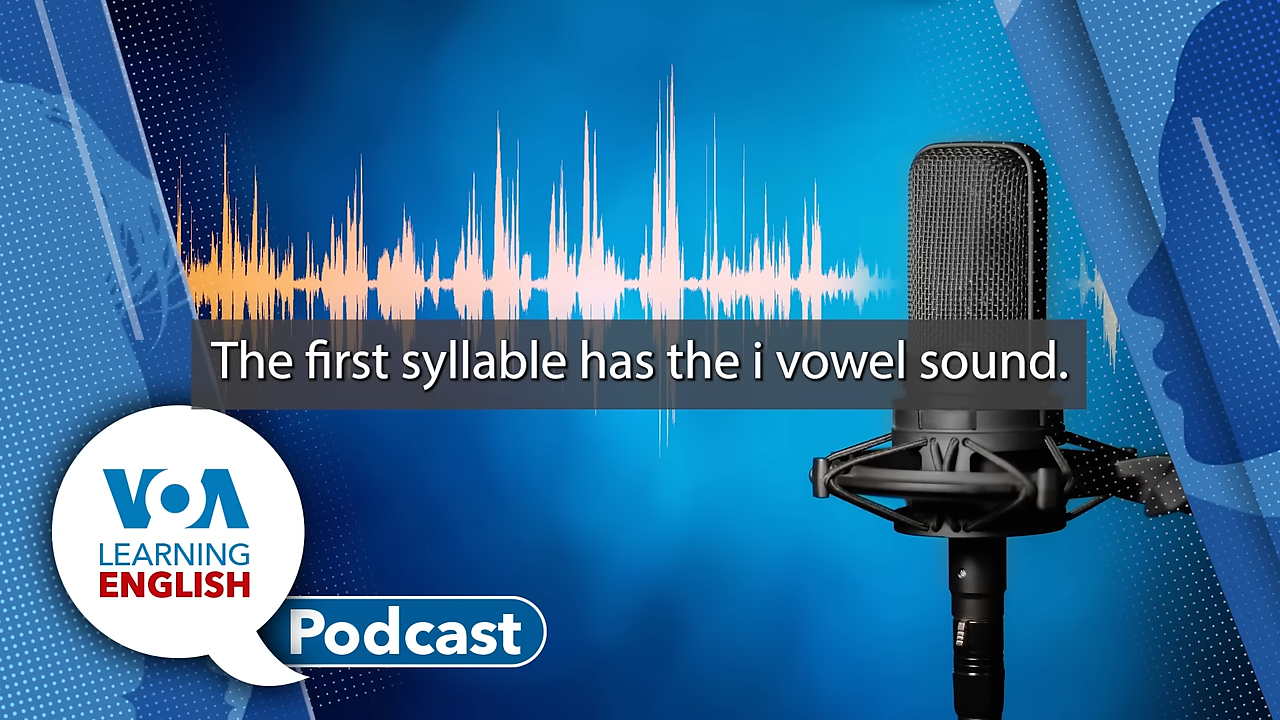 The first syllable has the i vowel sound.
VOA
LEARNING
ENGLISH
Podcast